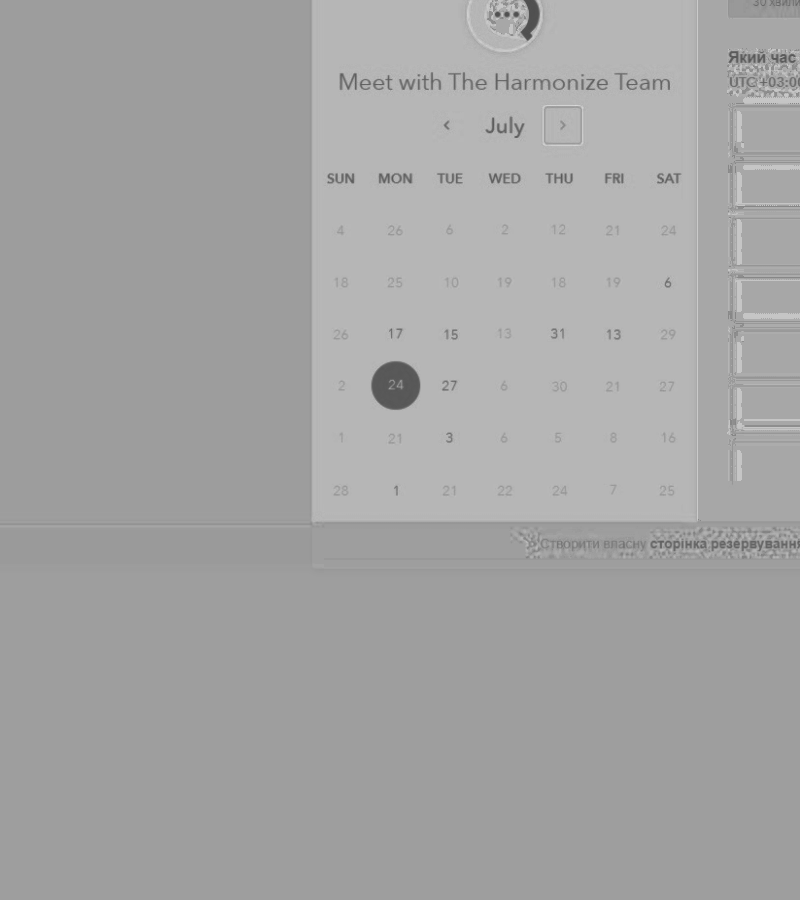 30 хвили
Який час
UTC +03:00
Meet with The Harmonize Team
July
SUN MON TUE WED THU FRI SAT
4 26 6 2 12 21 24
18 25 10 19 18 19 6
26 17 15 13 31 13 29
2 24 27 6 30 21 27
1 21 3 6 5 8 16
28 1 21 22 24 7 25
Створити власну сторінка резервування